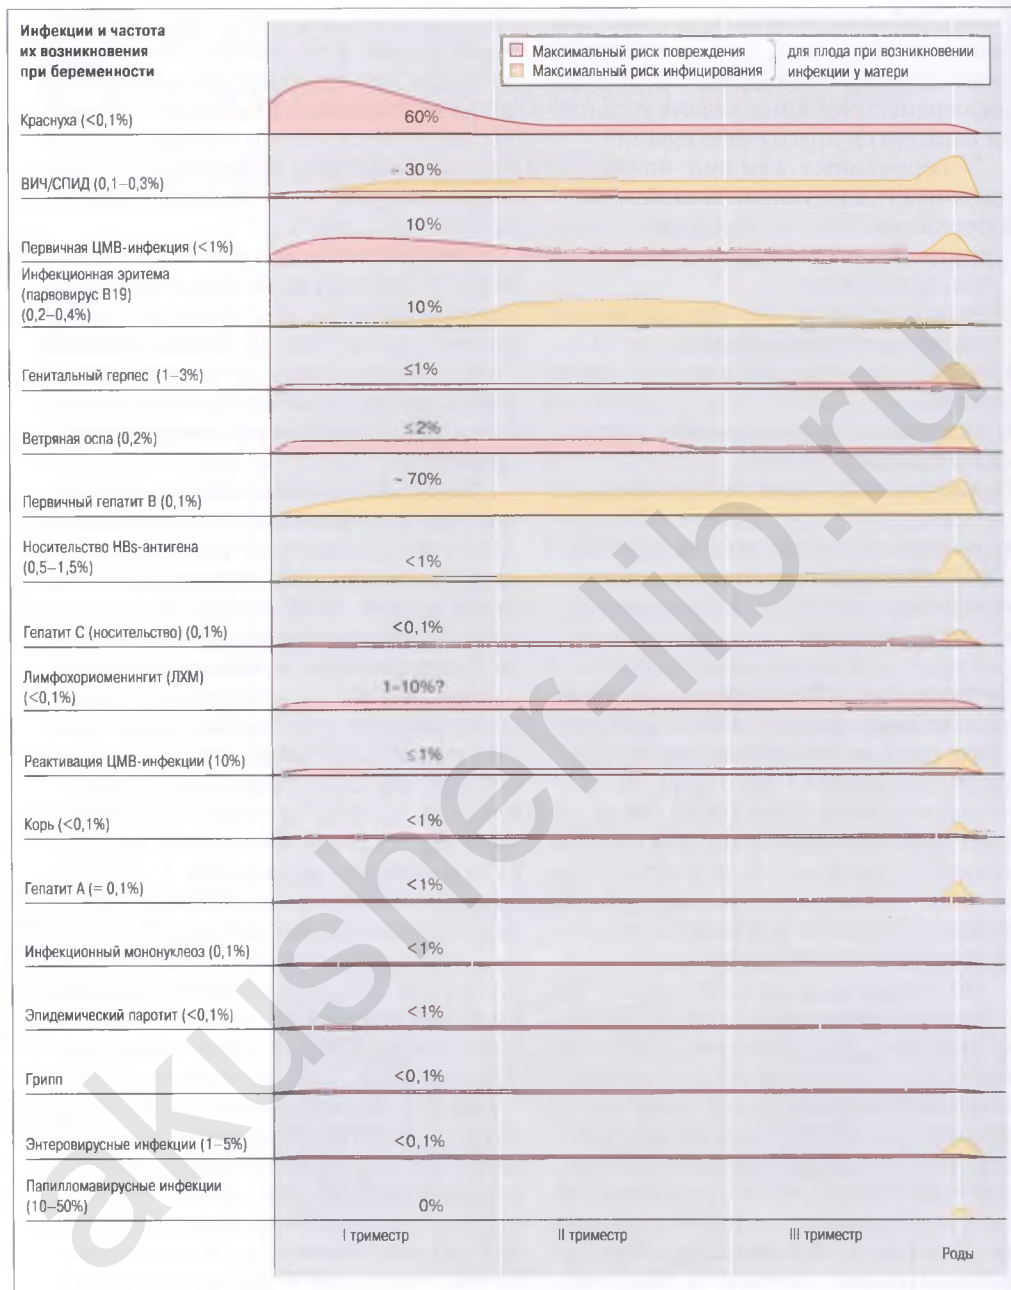 Инфекции и частота
их возникновения
при беременности
Максимальный риск повреждения
Максимальный риск инфицирования
для плода при возникновении
инфекции у матери
Краснуха (<0,1%)
60%
ВИЧ/СПИД (0,1–0,3%)
~ 30%
Первичная ЦМВ-инфекция (<1%)
10%
Инфекционная эритема
(парвовирус B19)
(0,2–0,4%)
10%
Генитальный герпес (1–3%)
≤1%
Ветряная оспа (0,2%)
≤2%
Первичный гепатит В (0,1%)
~ 70%
Носительство HBs-антигена
(0,5–1,5%)
<1%
Гепатит С (носительство) (0,1%)
<0,1%
Лимфохориоменингит (ЛХМ)
(<0,1%)
1–10%?
Реактивация ЦМВ-инфекции (10%)
≤1%
Корь (<0,1%)
<1%
Гепатит А (= 0,1%)
<1%
Инфекционный мононуклеоз (0,1%)
<1%
Эпидемический паротит (<0,1%)
<1%
Грипп
<0,1%
Энтеровирусные инфекции (1–5%)
<0,1%
Папилломавирусные инфекции
(10–50%)
0%
I триместр
II триместр
III триместр
Роды
akusher-lib.ru